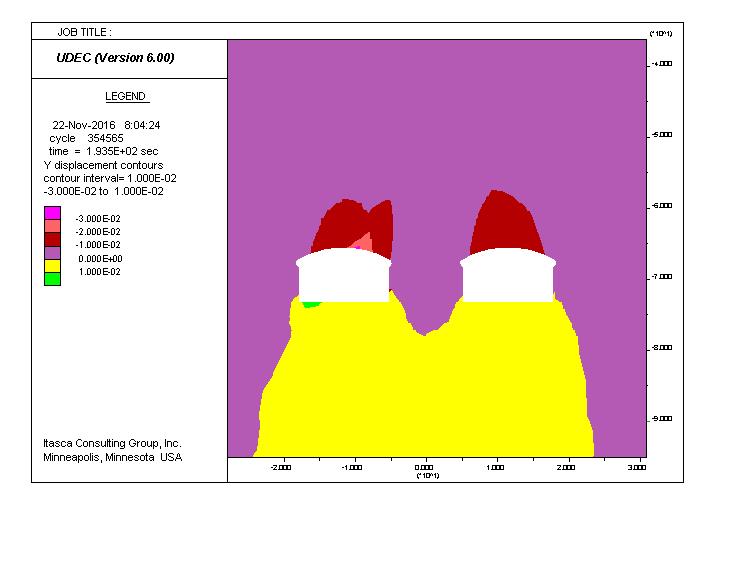 JOB TITLE :
UDEC (Version 6.00)
LEGEND
22-Nov-2016 8:04:24
cycle 354565
time = 1.935E+02 sec
Y displacement contours
contour interval= 1.000E-02
-3.000E-02 to 1.000E-02
-3.000E-02
-2.000E-02
-1.000E-02
0.000E+00
1.000E-02
Itasca Consulting Group, Inc.
Minneapolis, Minnesota USA
(*10^1)
-4.000
-5.000
-6.000
-7.000
-8.000
-9.000
-2.000 -1.000 0.000 1.000 2.000 3.000
(*10^1)